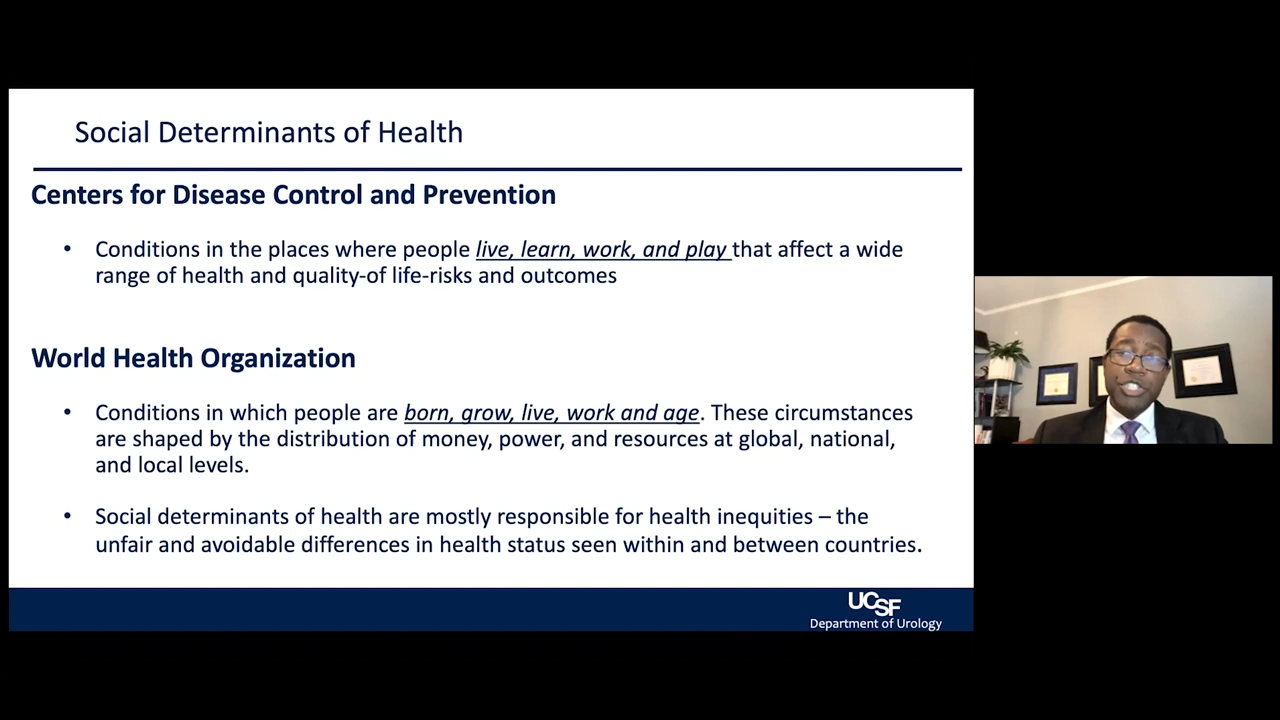 Social Determinants of Health
Centers for Disease Control and Prevention
• Conditions in the places where people live, learn, work, and play that affect a wide
range of health and quality-of life-risks and outcomes
World Health Organization
• Conditions in which people are born, grow, live, work and age. These circumstances
are shaped by the distribution of money, power, and resources at global, national,
and local levels.
• Social determinants of health are mostly responsible for health inequities – the
unfair and avoidable differences in health status seen within and between countries.
UCSF
Department of Urology